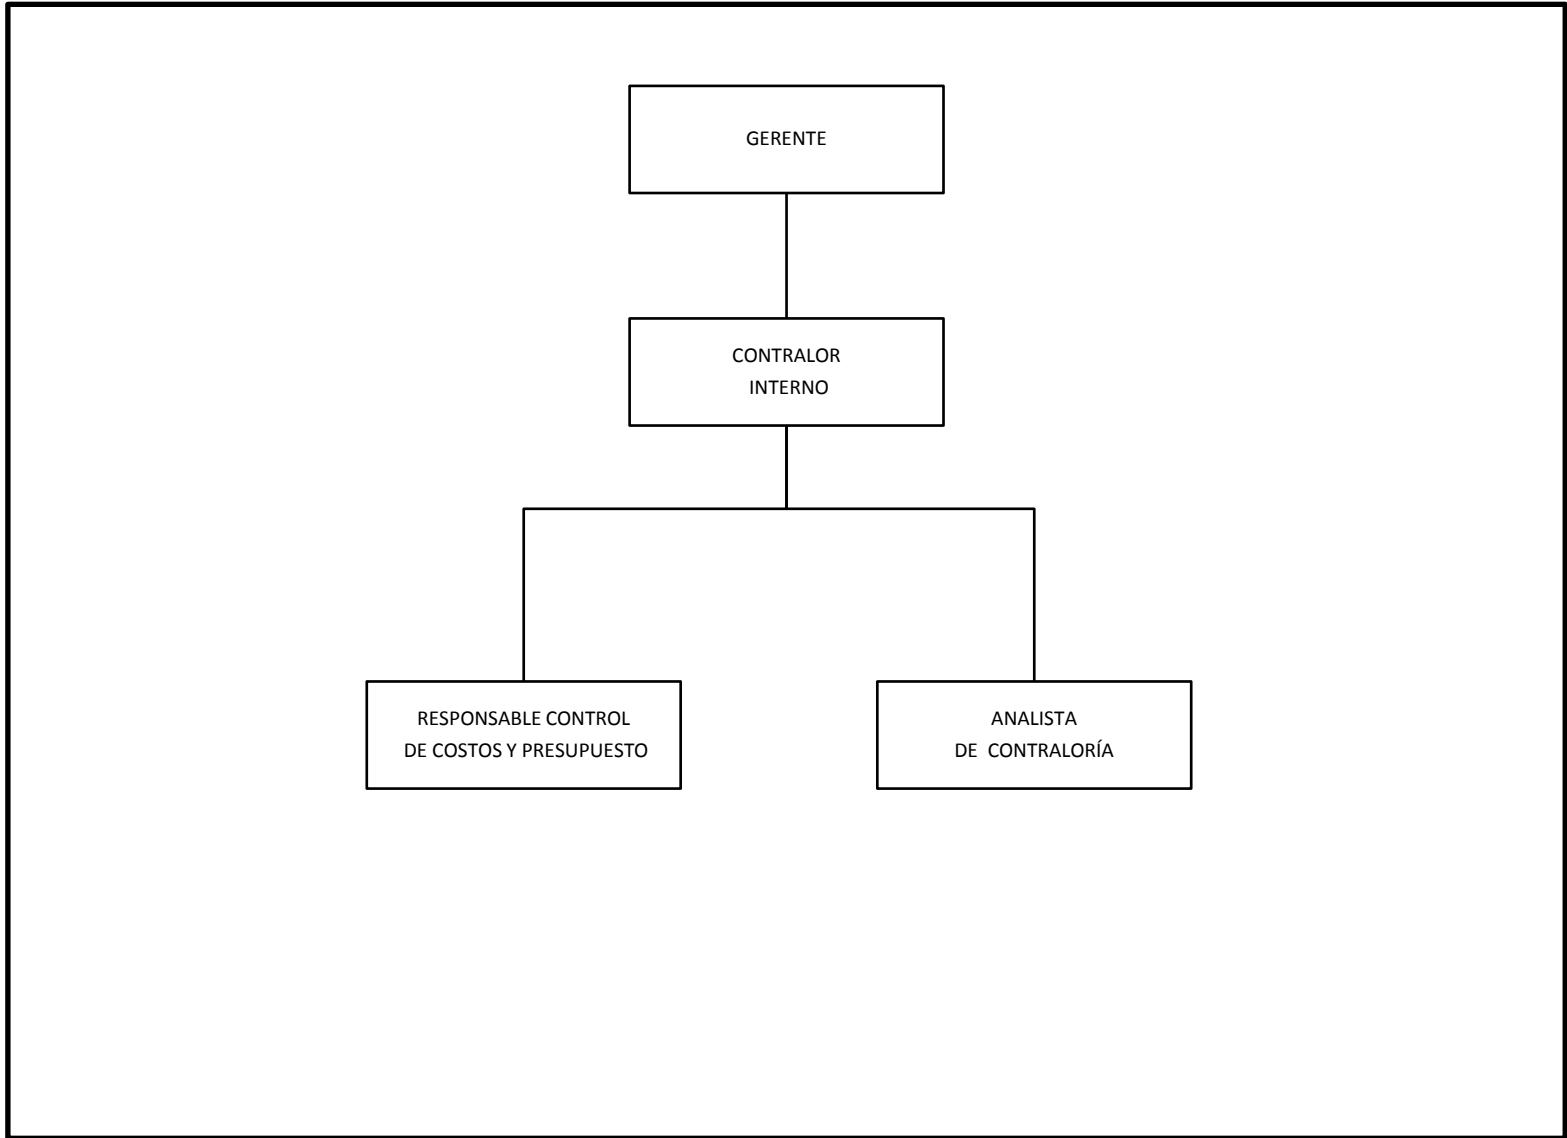 GERENTE
CONTRALOR
INTERNO
RESPONSABLE CONTROL
DE COSTOS Y PRESUPUESTO
ANALISTA
DE CONTRALORÍA